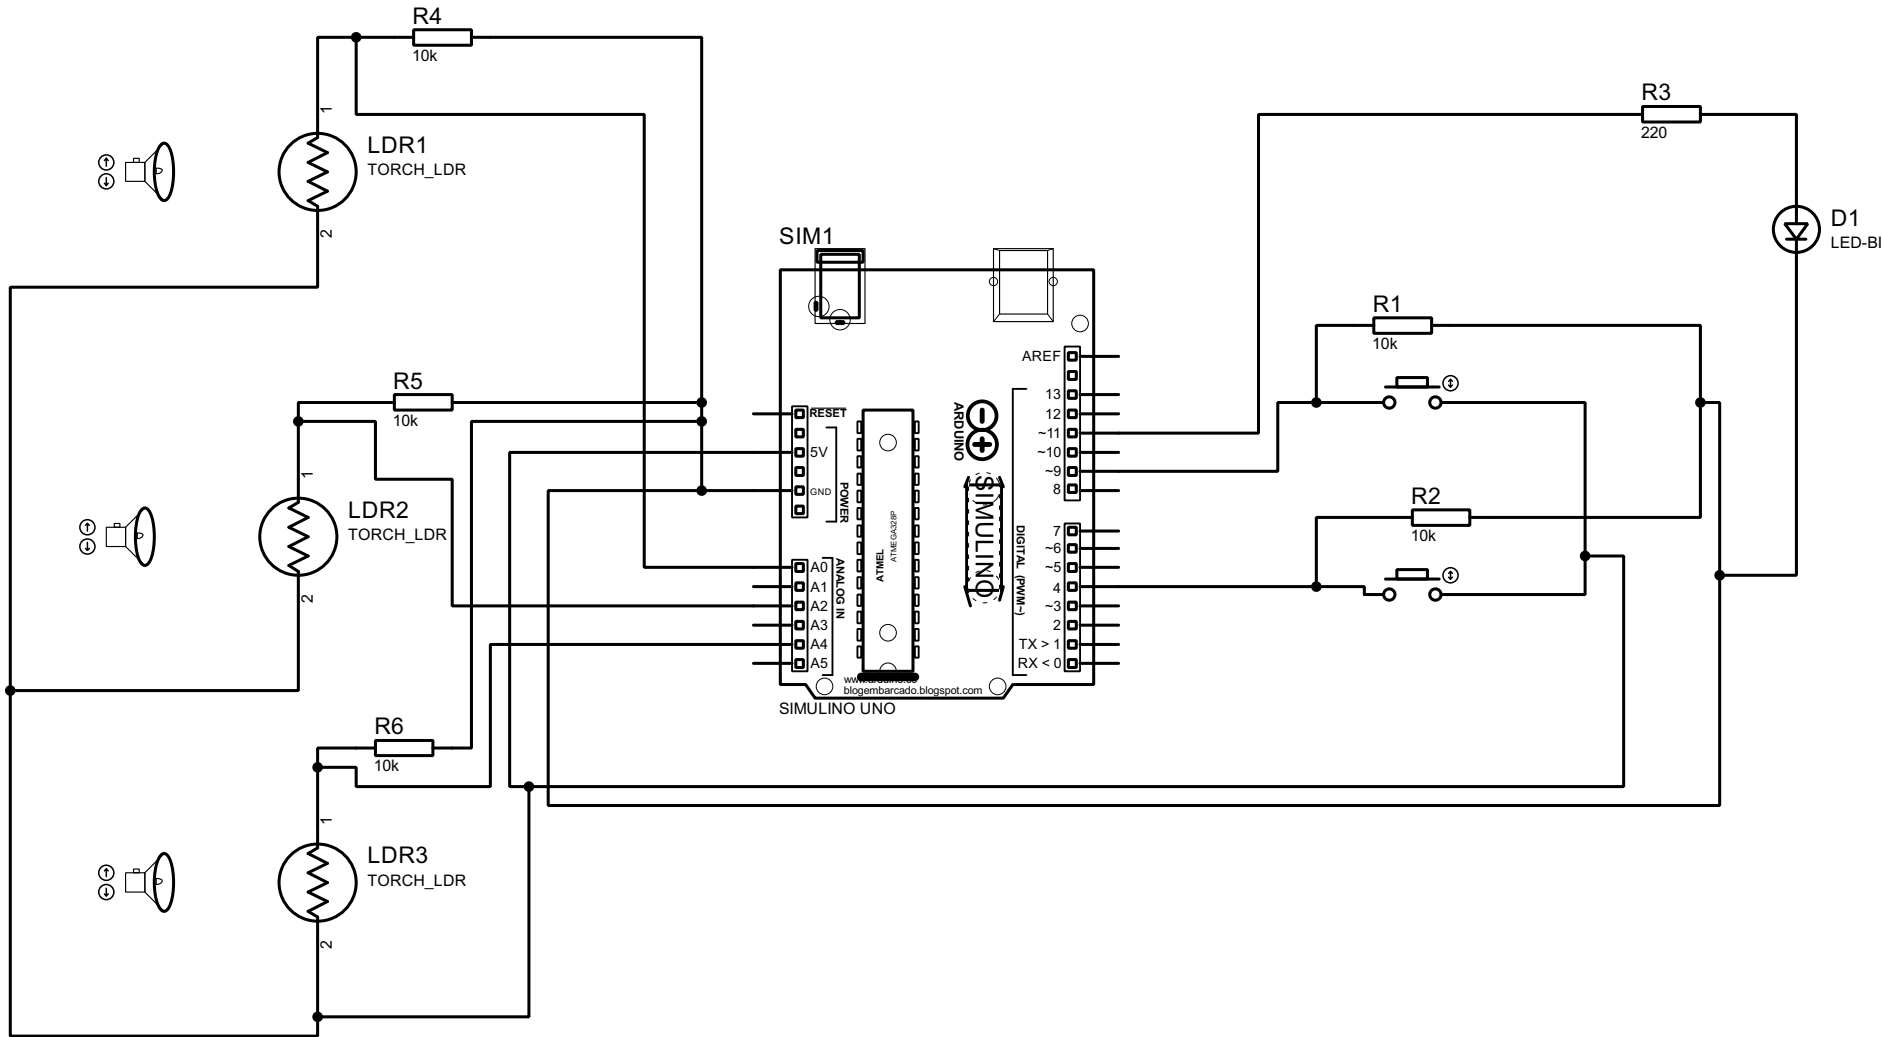 R4
10k
1
LDR1
TORCH_LDR
2
R3
220
D1
LED-BI
SIM1
R1
10k
R5
10k
1
LDR2
TORCH_LDR
2
R2
10k
AREF
13
12
~11
~10
~9
8
7
~6
~5
4
~3
2
TX > 1
RX < 0
DIGITAL (PWM~)
ARDUINO
SIMULINO
RESET
5V
GND
POWER
A0
A1
A2
A3
A4
A5
ANALOG IN
ATMEL
ATMEGA328P
blogembarcado.blogspot.com
SIMULINO UNO
R6
10k
1
LDR3
TORCH_LDR
2